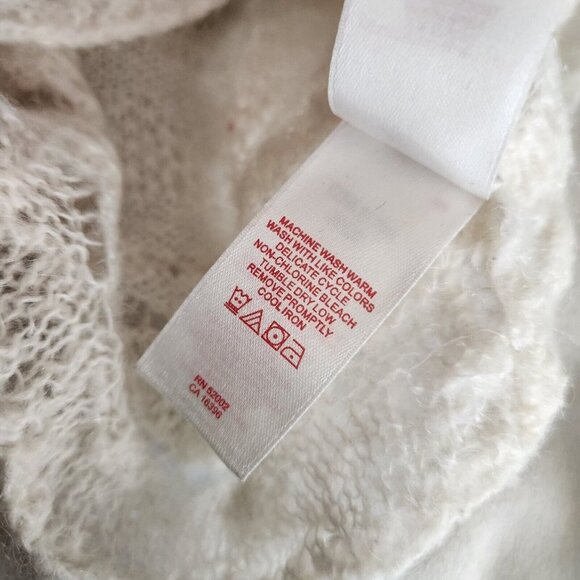 MACHINE WASH WARM
WASH WITH LIKE COLORS
DELICATE CYCLE
NON-CHLORINE BLEACH
TUMBLE DRY LOW
REMOVE PROMPTLY
COOL IRON
RN 52002
CA 16396